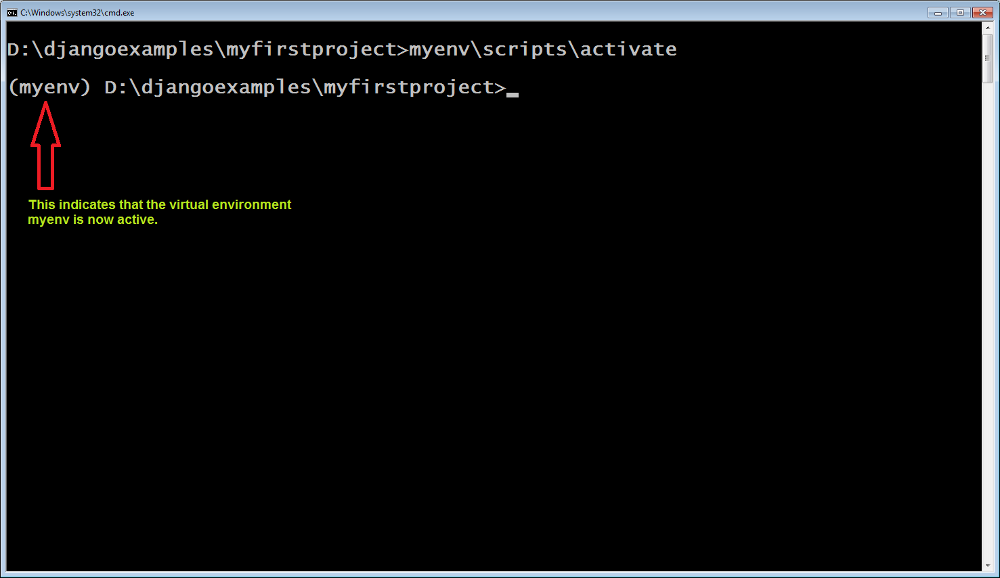 C:\Windows\system32\cmd.exe
D:\djangoexamples\myfirstproject>myenv\scripts\activate
(myenv) D:\djangoexamples\myfirstproject>_
This indicates that the virtual environment
myenv is now active.